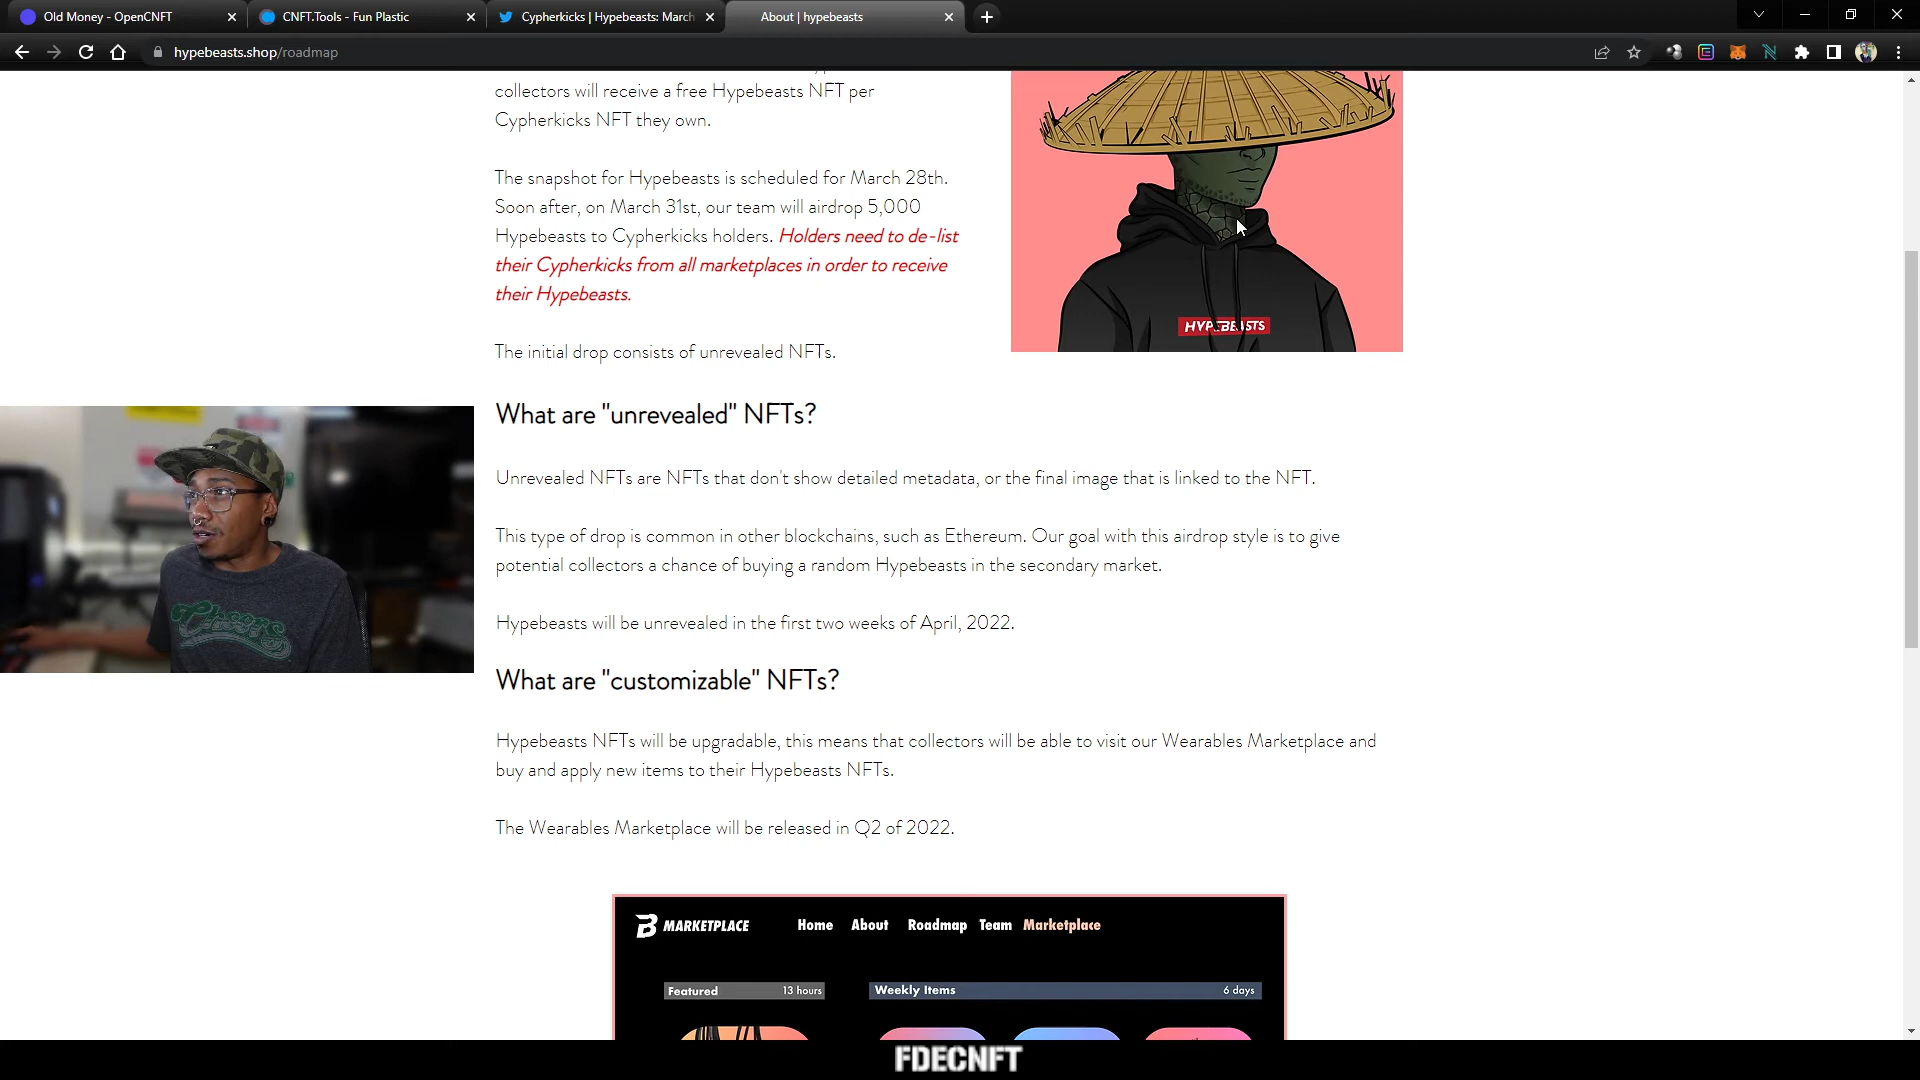 Old Money - OpenCNFT
CNFT.Tools - Fun Plastic
Cypherkicks | Hypebeasts: March
About | hypebeasts
hypebeasts.shop/roadmap
collectors will receive a free Hypebeasts NFT per
Cypherkicks NFT they own.
The snapshot for Hypebeasts is scheduled for March 28th.
Soon after, on March 31st, our team will airdrop 5,000
Hypebeasts to Cypherkicks holders. Holders need to de-list
their Cypherkicks from all marketplaces in order to receive
their Hypebeasts.
The initial drop consists of unrevealed NFTs.
HYPEBEASTS
What are "unrevealed" NFTs?
Unrevealed NFTs are NFTs that don't show detailed metadata, or the final image that is linked to the NFT.
This type of drop is common in other blockchains, such as Ethereum. Our goal with this airdrop style is to give
potential collectors a chance of buying a random Hypebeasts in the secondary market.
Hypebeasts will be unrevealed in the first two weeks of April, 2022.
What are "customizable" NFTs?
Hypebeasts NFTs will be upgradable, this means that collectors will be able to visit our Wearables Marketplace and
buy and apply new items to their Hypebeasts NFTs.
The Wearables Marketplace will be released in Q2 of 2022.
B MARKETPLACE Home About Roadmap Team Marketplace
Featured 13 hours
Weekly Items 6 days
FDECNFT